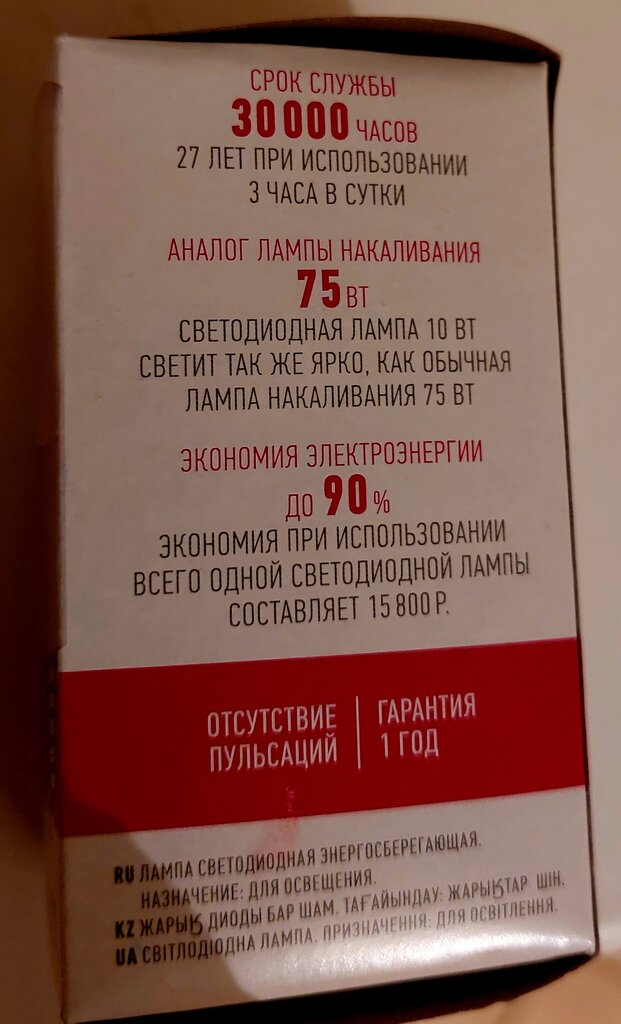 СРОК СЛУЖБЫ
30 000 ЧАСОВ
27 ЛЕТ ПРИ ИСПОЛЬЗОВАНИИ
3 ЧАСА В СУТКИ
АНАЛОГ ЛАМПЫ НАКАЛИВАНИЯ
75 ВТ
СВЕТОДИОДНАЯ ЛАМПА 10 ВТ
СВЕТИТ ТАК ЖЕ ЯРКО, КАК ОБЫЧНАЯ
ЛАМПА НАКАЛИВАНИЯ 75 ВТ
ЭКОНОМИЯ ЭЛЕКТРОЭНЕРГИИ
ДО 90 %
ЭКОНОМИЯ ПРИ ИСПОЛЬЗОВАНИИ
ВСЕГО ОДНОЙ СВЕТОДИОДНОЙ ЛАМПЫ
СОСТАВЛЯЕТ 15 800 Р.
ОТСУТСТВИЕ
ПУЛЬСАЦИЙ
ГАРАНТИЯ
1 ГОД
RU ЛАМПА СВЕТОДИОДНАЯ ЭНЕРГОСБЕРЕГАЮЩАЯ.
НАЗНАЧЕНИЕ: ДЛЯ ОСВЕЩЕНИЯ.
KZ ЖАРЫҚ ДИОДЫ БАР ШАМ. ТАҒАЙЫНДАУ: ЖАРЫҚТАР ШІН.
UA СВІТЛОДІОДНА ЛАМПА. ПРИЗНАЧЕННЯ: ДЛЯ ОСВІТЛЕННЯ.